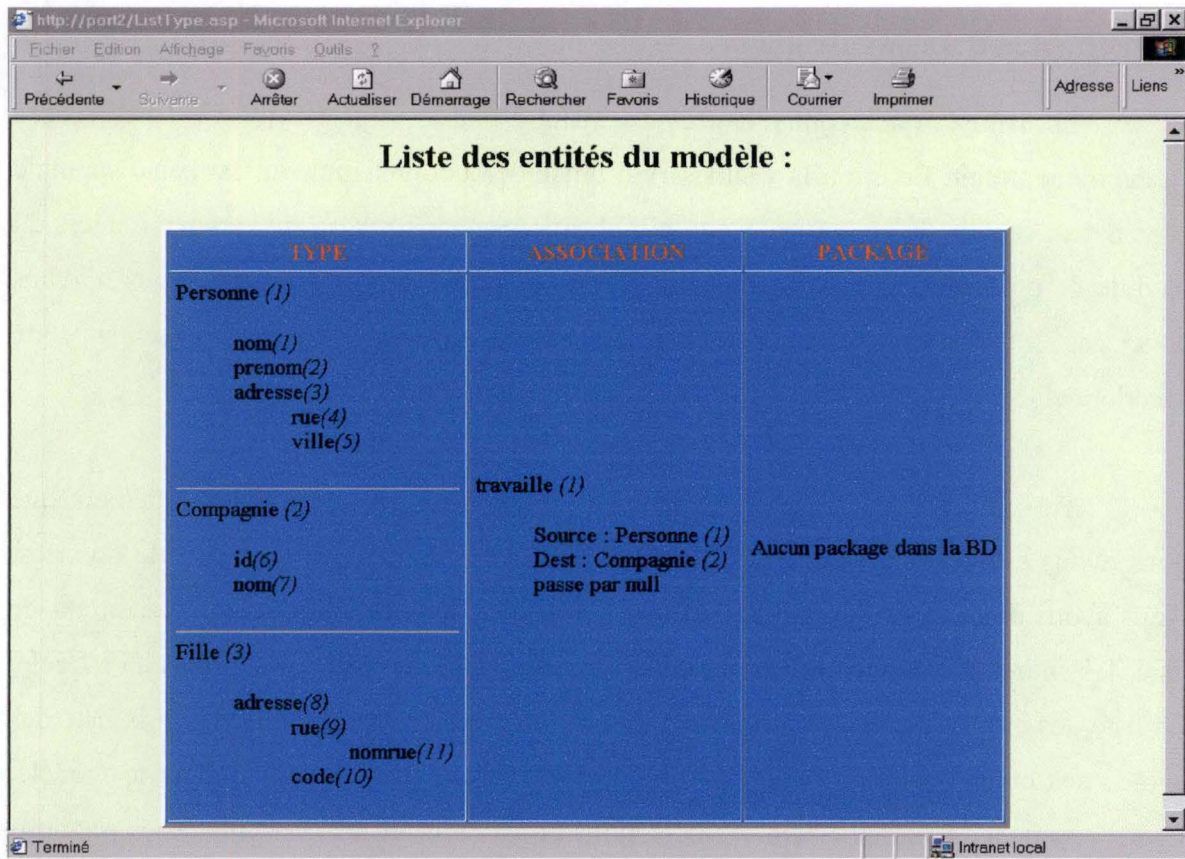 http://port2/ListType.asp - Microsoft Internet Explorer
Fichier Edition Affichage Favoris Outils ?
Précédente Suivante Arrêter Actualiser Démarrage Rechercher Favoris Historique Courrier Imprimer Adresse Liens »
Liste des entités du modèle :
TYPE ASSOCIATION PACKAGE
Personne (1)
nom(1)
prenom(2)
adresse(3)
rue(4)
ville(5)
Compagnie (2)
id(6)
nom(7)
Fille (3)
adresse(8)
rue(9)
nomrue(11)
code(10)
travaille (1)
Source : Personne (1)
Dest : Compagnie (2)
passe par null
Aucun package dans la BD
Terminé
Intranet local